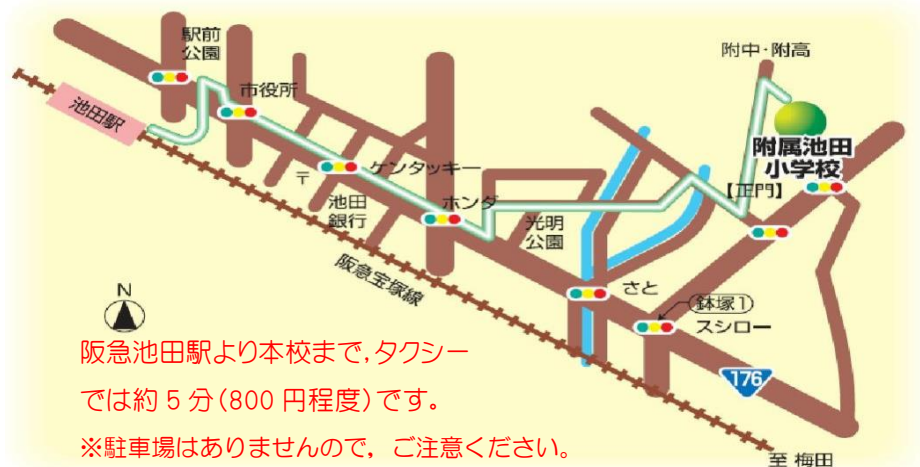 駅前
公園
附中・附高
市役所
池田駅
附属池田
小学校
ケンタッキー
〒
【正門】
池田
銀行
ホンダ
光明
公園
阪急宝塚線
さと
鉢塚1
スシロー
N
176
阪急池田駅より本校まで,タクシー
では約5分(800円程度)です。
※駐車場はありませんので，ご注意ください。
至 梅田